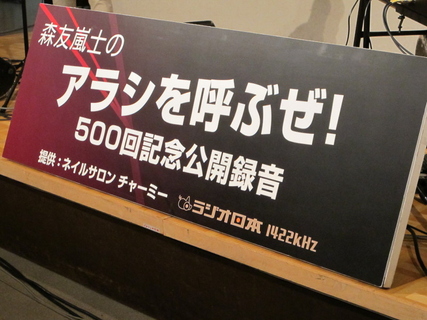 森友嵐士の
アラシを呼ぶぜ!
500回記念公開録音
提供:ネイルサロン チャーミー
ラジオ日本 1422kHz